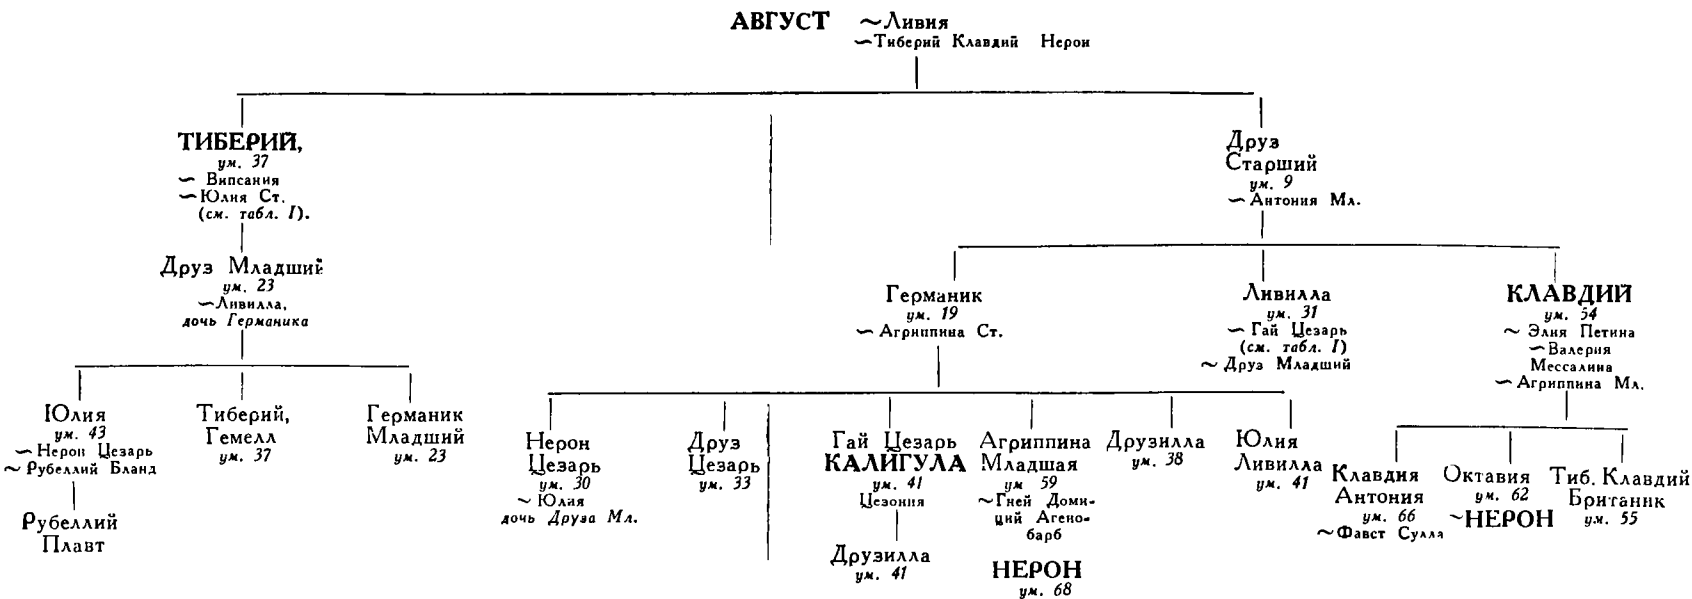 АВГУСТ ~Ливия
~Тиберий Клавдий Нерон
ТИБЕРИЙ,
ум. 37
~ Випсания
~Юлия Ст.
(см. табл. I).
Друз
Старший
ум. 9
~Антония Мл.
Друз Младший
ум. 23
~Ливилла,
дочь Германика
Германик
ум. 19
~ Агриппина Ст.
Ливилла
ум. 31
~ Гай Цезарь
(см. табл. I)
~ Друз Младший
КЛАВДИЙ
ум. 54
~ Элия Петина
~Валерия
Мессалина
~Агриппина Мл.
Юлия
ум. 43
~ Нерон Цезарь
~ Рубеллий Бланд
Тиберий,
Гемелл
ум. 37
Германик
Младший
ум. 23
Нерон
Цезарь
ум. 30
~ Юлия
дочь Друза Мл.
Друз
Цезарь
ум. 33
Гай Цезарь
КАЛИГУЛА
ум. 41
Цезония
Агриппина
Младшая
ум 59
~Гней Доми-
ций Агено-
барб
Друзилла
ум. 38
Юлия
Ливилла
ум. 41
Клавдия
Антония
ум. 66
~Фавст Сулла
Октавия
ум. 62
~НЕРОН
Тиб. Клавдий
Британик
ум. 55
Рубеллий
Плавт
Друзилла
ум. 41
НЕРОН
ум. 68